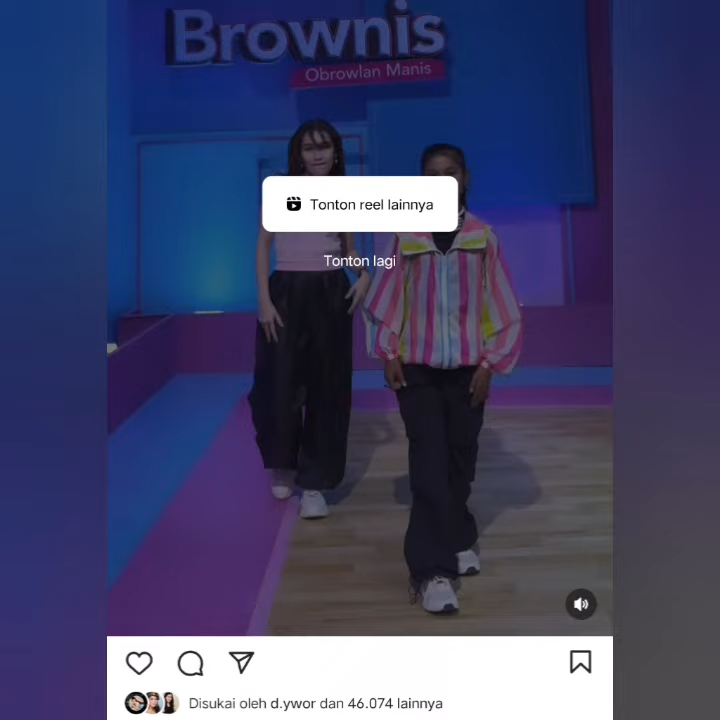 Brownis
Obrowlan Manis
Tonton reel lainnya
Tonton lagi
Disukai oleh d.ywor dan 46.074 lainnya